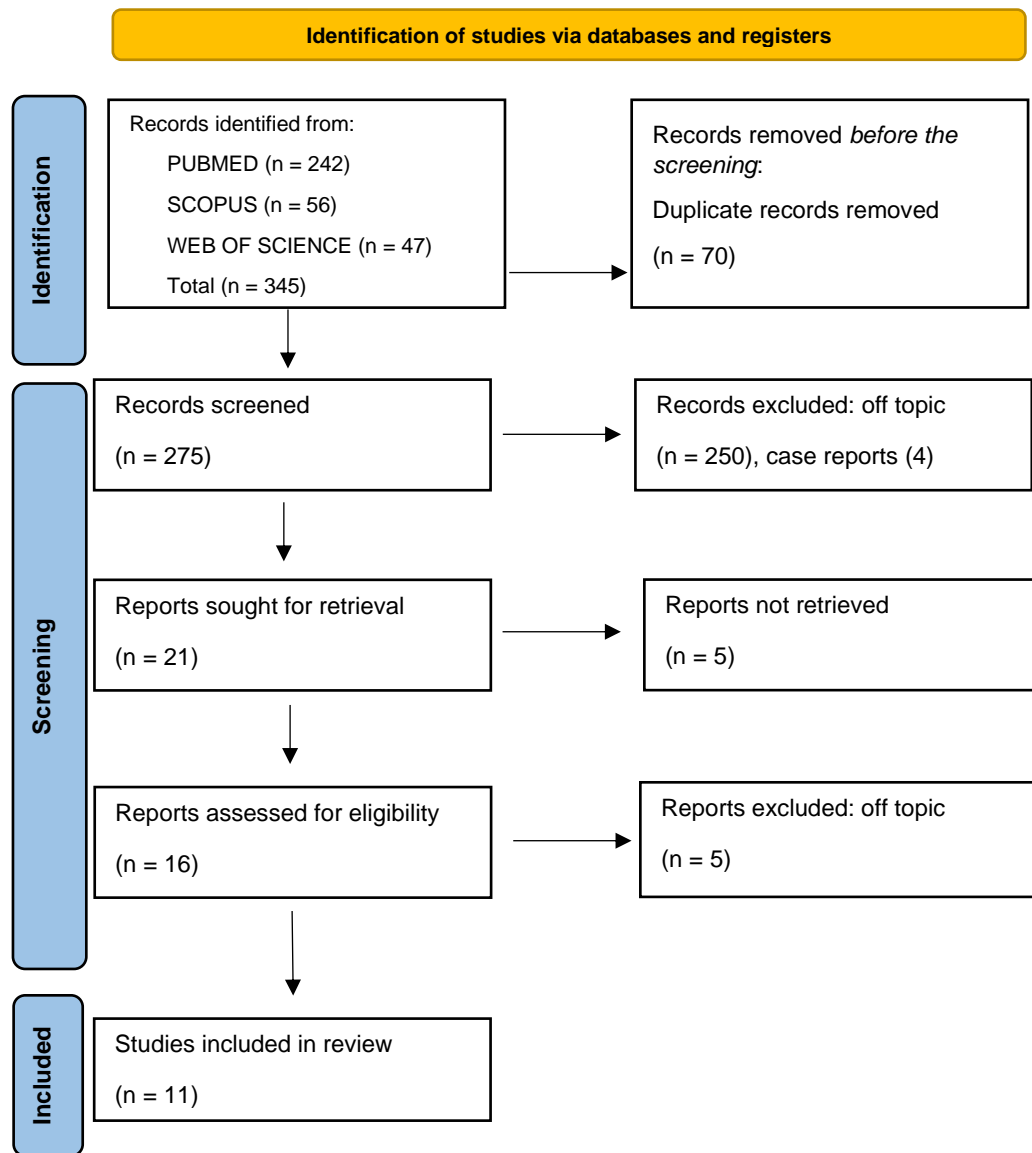 Identification of studies via databases and registers
Identification
Records identified from:
PUBMED (n = 242)
SCOPUS (n = 56)
WEB OF SCIENCE (n = 47)
Total (n = 345)
Records removed before the
screening:
Duplicate records removed
(n = 70)
Screening
Records screened
(n = 275)
Records excluded: off topic
(n = 250), case reports (4)
Reports sought for retrieval
(n = 21)
Reports not retrieved
(n = 5)
Reports assessed for eligibility
(n = 16)
Reports excluded: off topic
(n = 5)
Included
Studies included in review
(n = 11)